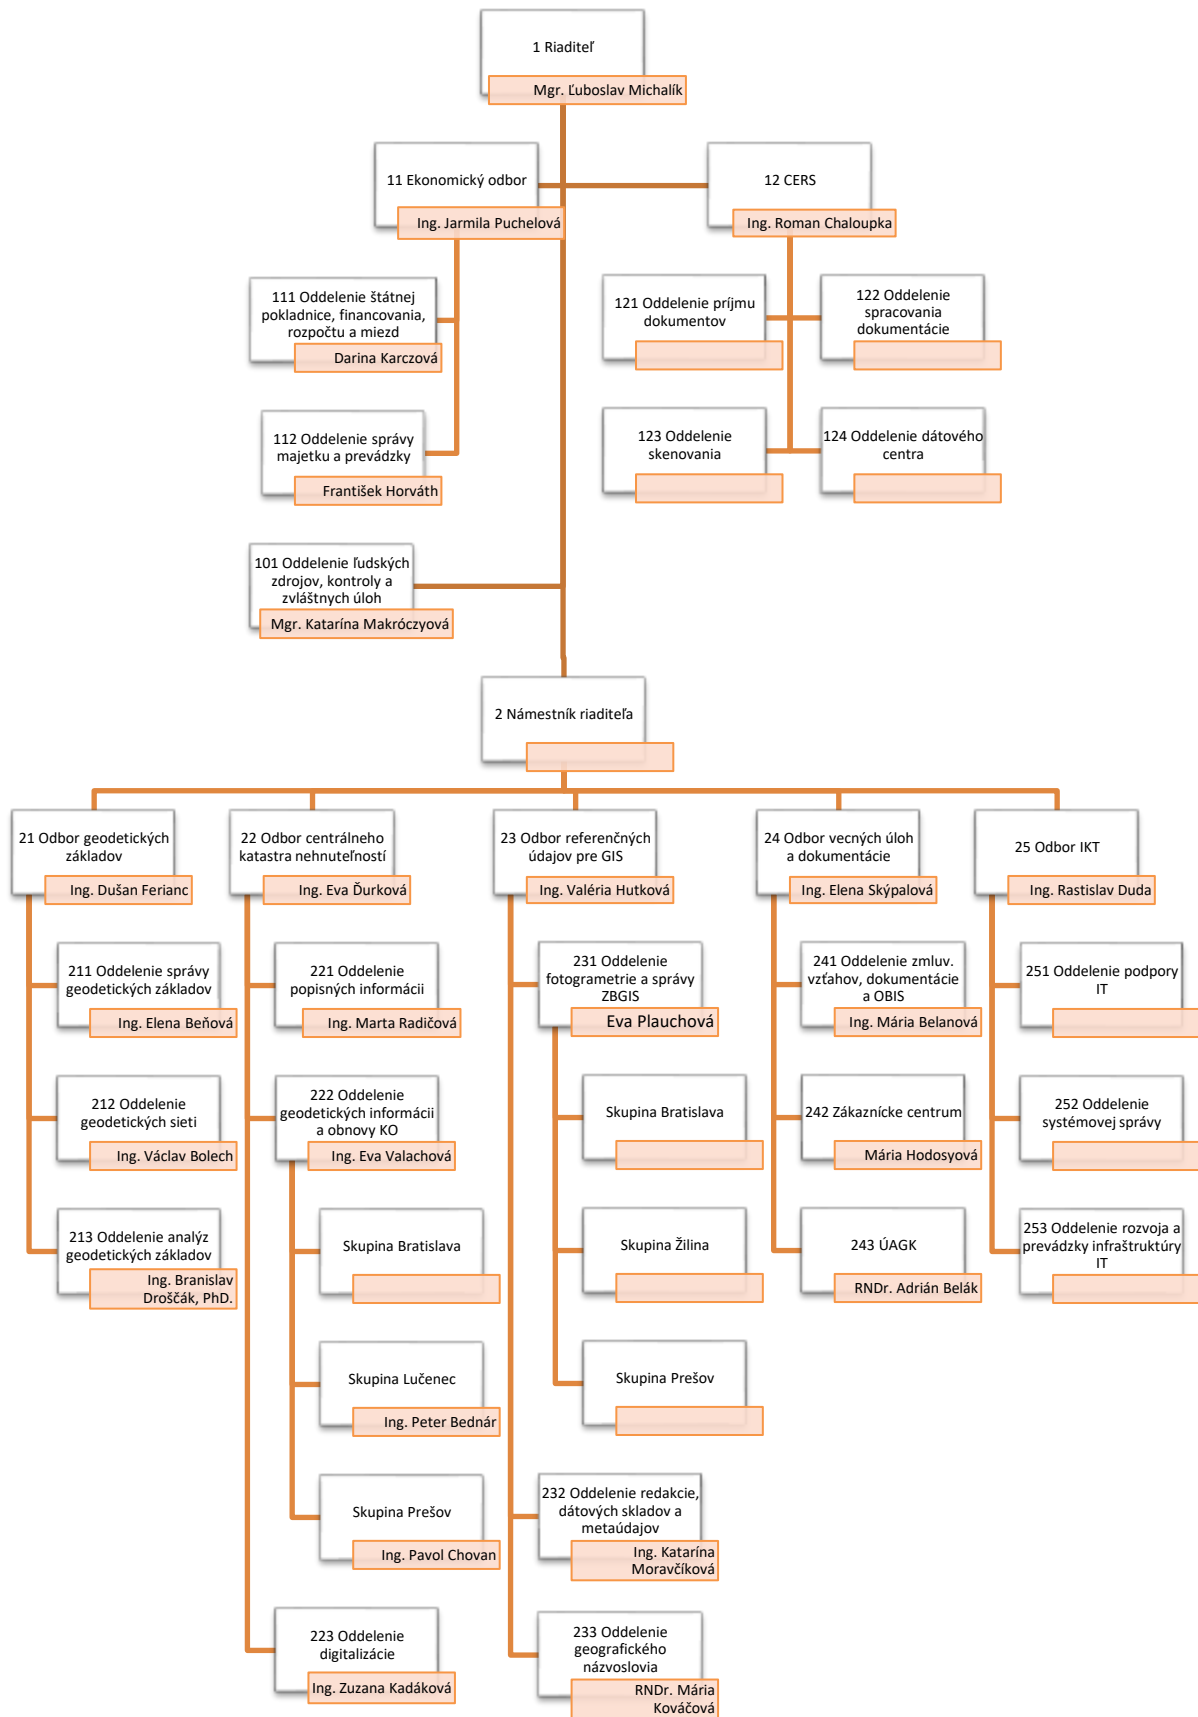 1 Riaditeľ
Mgr. Ľuboslav Michalík
11 Ekonomický odbor
Ing. Jarmila Puchelová
12 CERS
Ing. Roman Chaloupka
111 Oddelenie štátnej
pokladnice, financovania,
rozpočtu a miezd
Darina Karczová
121 Oddelenie príjmu
dokumentov
122 Oddelenie
spracovania
dokumentácie
112 Oddelenie správy
majetku a prevádzky
František Horváth
123 Oddelenie
skenovania
124 Oddelenie dátového
centra
101 Oddelenie ľudských
zdrojov, kontroly a
zvláštnych úloh
Mgr. Katarína Makróczyová
2 Námestník riaditeľa
21 Odbor geodetických
základov
Ing. Dušan Ferianc
22 Odbor centrálneho
katastra nehnuteľností
Ing. Eva Ďurková
23 Odbor referenčných
údajov pre GIS
Ing. Valéria Hutková
24 Odbor vecných úloh
a dokumentácie
Ing. Elena Skýpalová
25 Odbor IKT
Ing. Rastislav Duda
211 Oddelenie správy
geodetických základov
Ing. Elena Beňová
221 Oddelenie
popisných informácii
Ing. Marta Radičová
231 Oddelenie
fotogrametrie a správy
ZBGIS
Eva Plauchová
241 Oddelenie zmluv.
vzťahov, dokumentácie
a OBIS
Ing. Mária Belanová
251 Oddelenie podpory
IT
212 Oddelenie
geodetických sieti
Ing. Václav Bolech
222 Oddelenie
geodetických informácii
a obnovy KO
Ing. Eva Valachová
Skupina Bratislava
242 Zákaznícke centrum
Mária Hodosyová
252 Oddelenie
systémovej správy
213 Oddelenie analýz
geodetických základov
Ing. Branislav
Droščák, PhD.
Skupina Bratislava
Skupina Žilina
243 ÚAGK
RNDr. Adrián Belák
253 Oddelenie rozvoja a
prevádzky infraštruktúry
IT
Skupina Lučenec
Ing. Peter Bednár
Skupina Prešov
Skupina Prešov
Ing. Pavol Chovan
232 Oddelenie redakcie,
dátových skladov a
metaúdajov
Ing. Katarína
Moravčíková
223 Oddelenie
digitalizácie
Ing. Zuzana Kadáková
233 Oddelenie
geografického
názvoslovia
RNDr. Mária
Kováčová